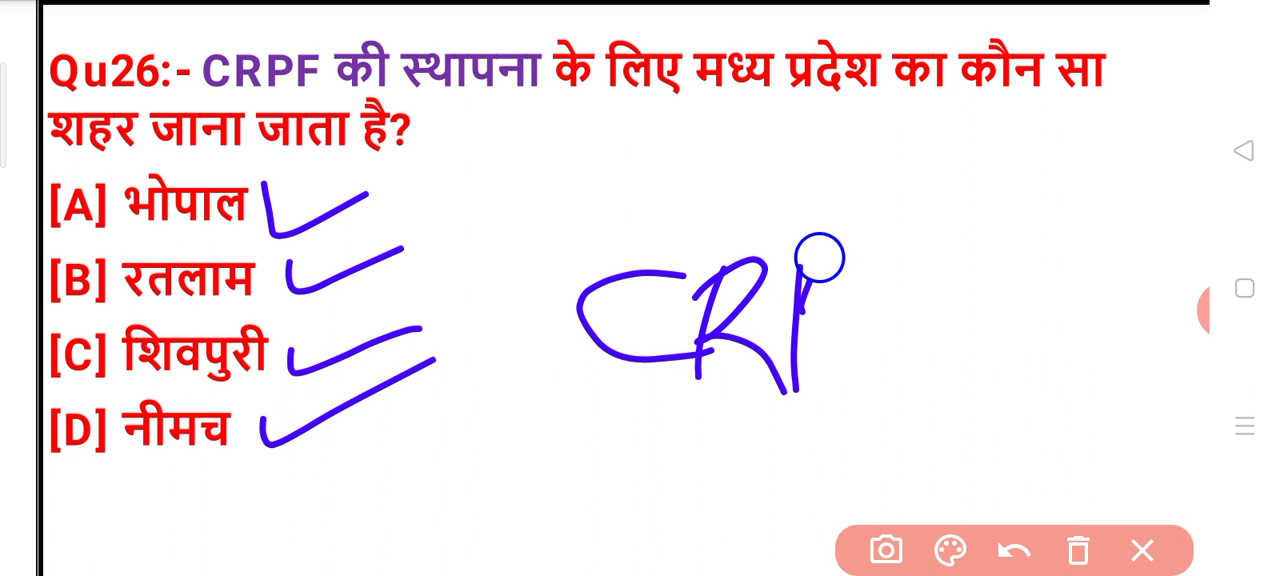 Qu26:- CRPF की स्थापना के लिए मध्य प्रदेश का कौन सा
शहर जाना जाता है?
[A] भोपाल
[B] रतलाम
[C] शिवपुरी
[D] नीमच
CRP